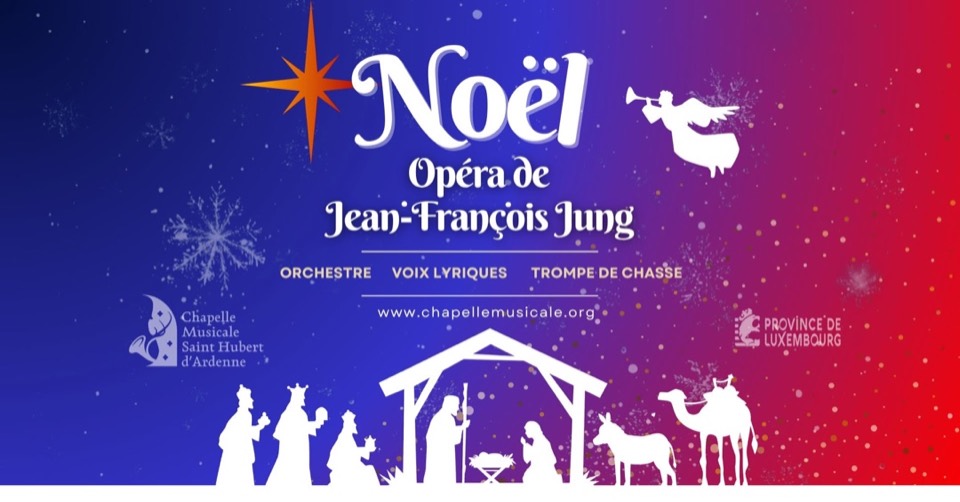 Noël
Opéra de
Jean-François Jung
ORCHESTRE VOIX LYRIQUES TROMPE DE CHASSE
www.chapellemusicale.org
Chapelle
Musicale
Saint Hubert
d'Ardenne
PROVINCE DE
LUXEMBOURG